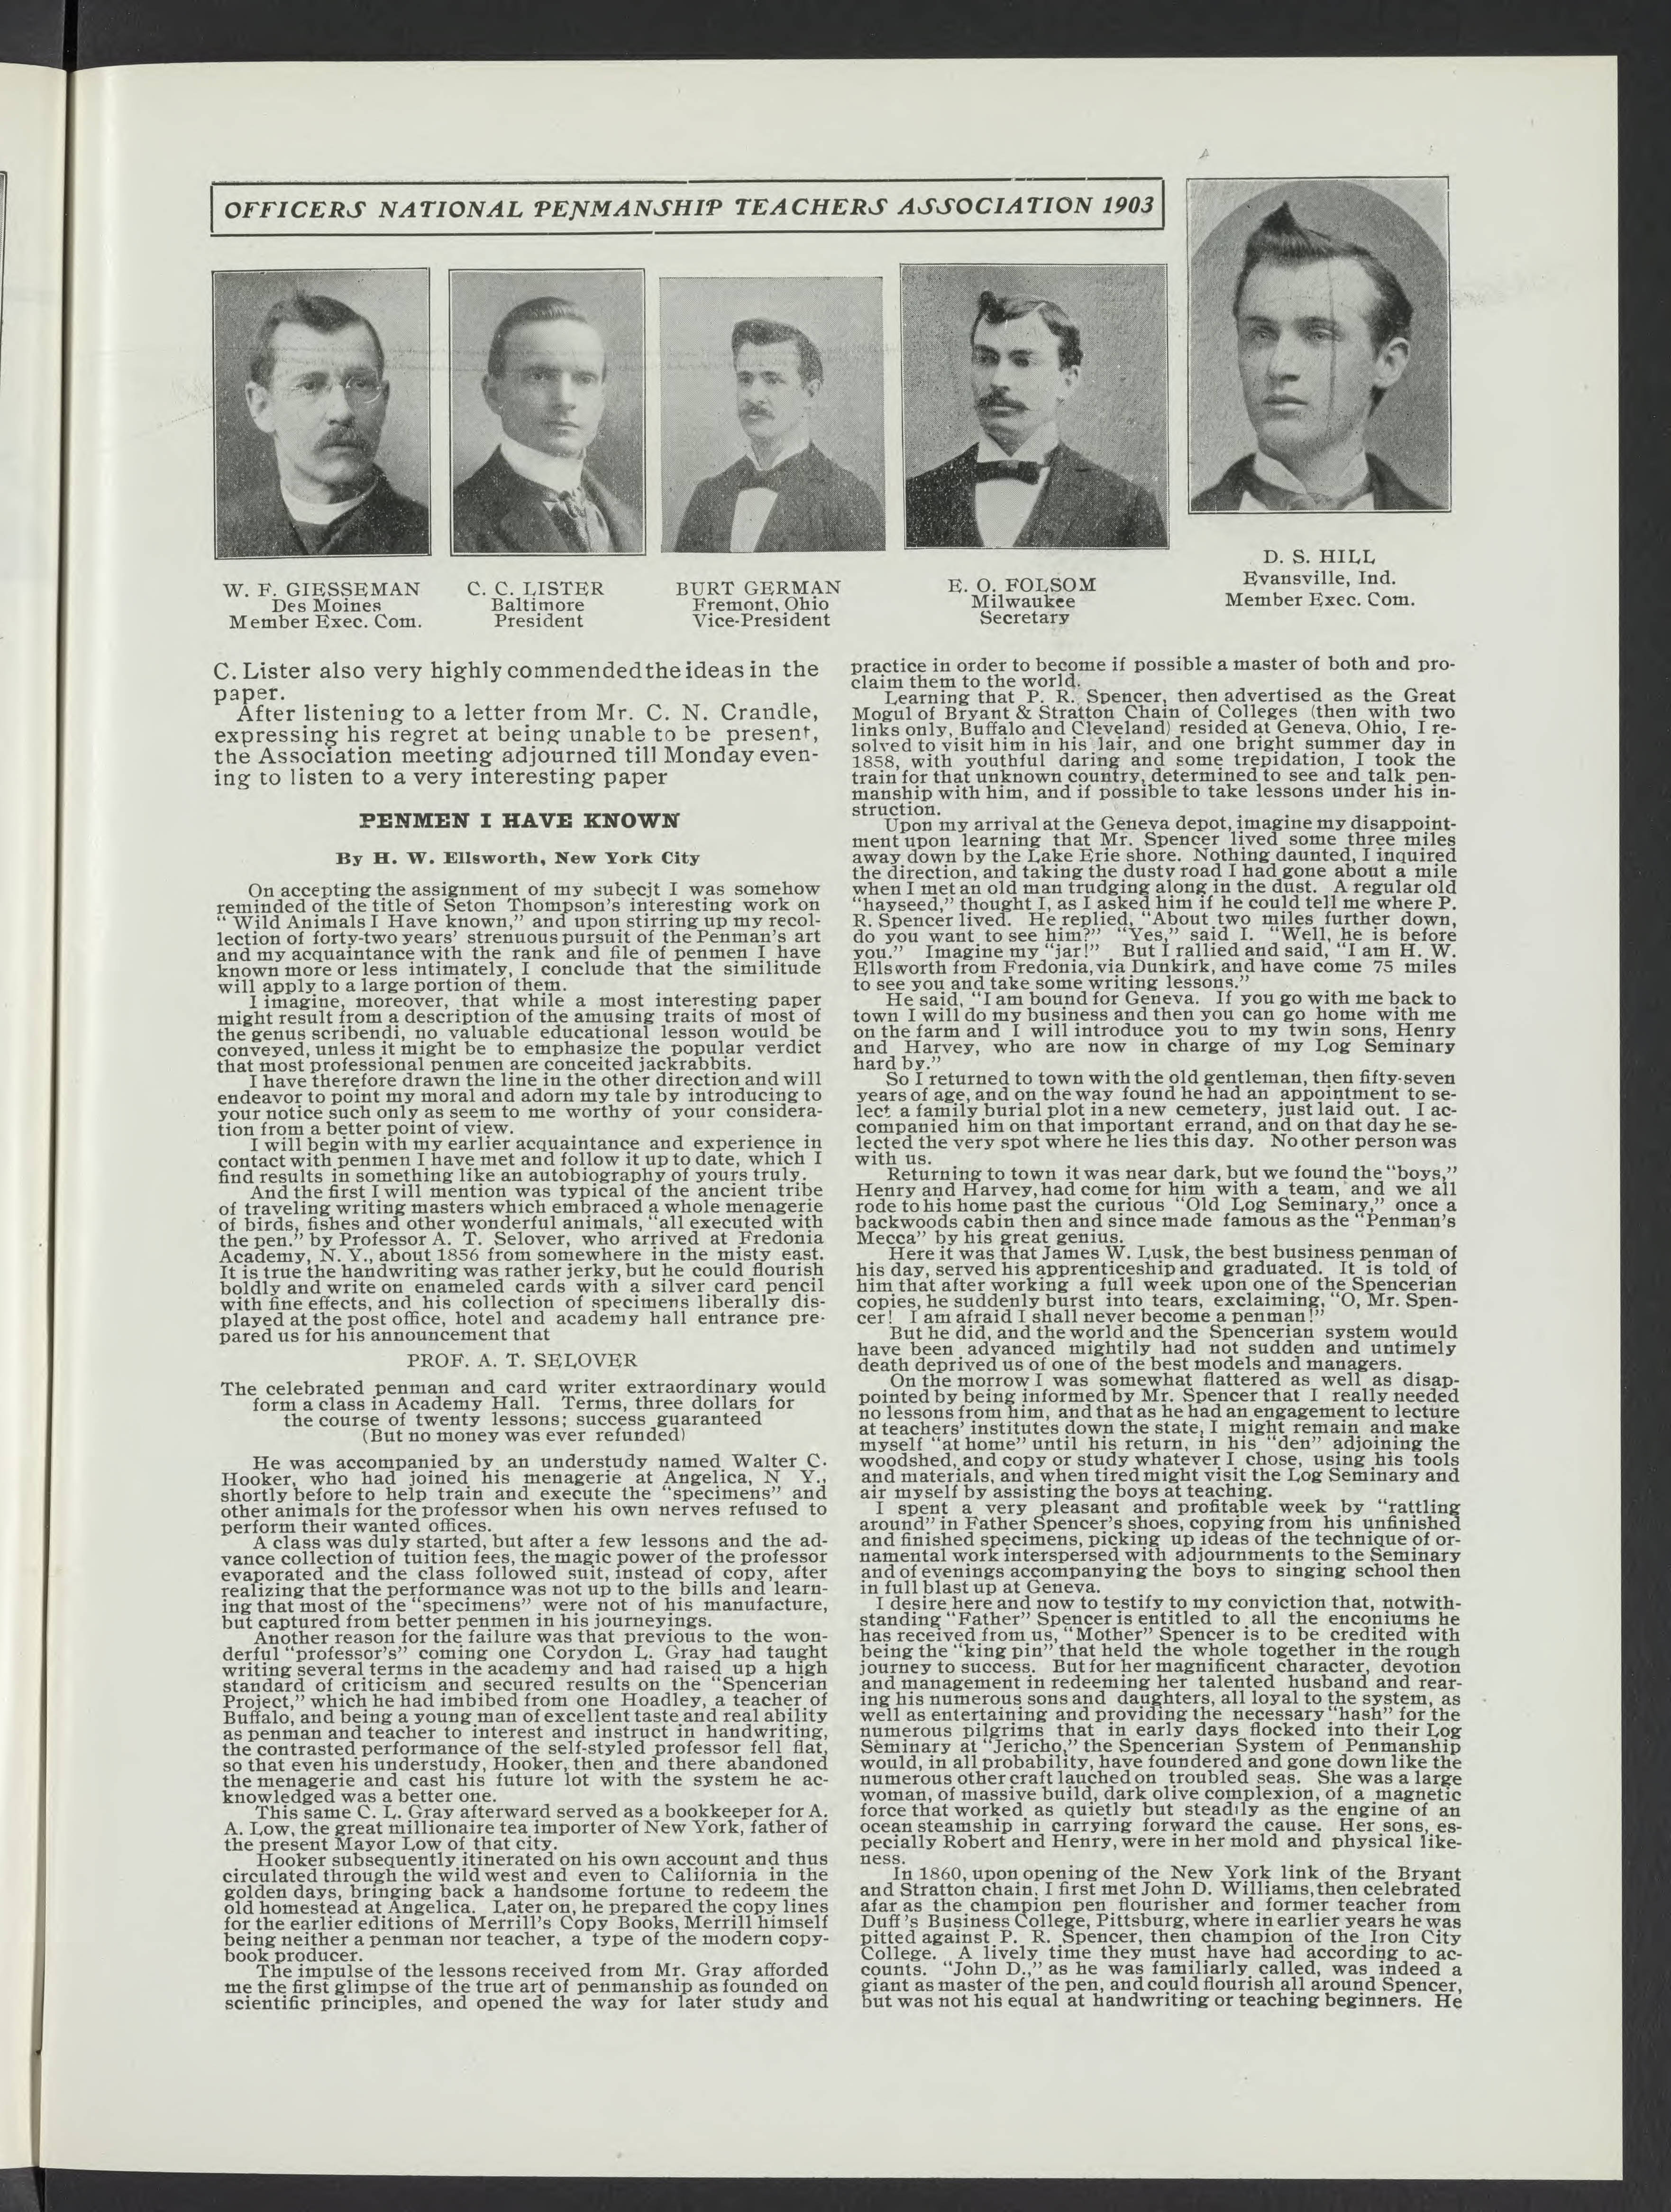 OFFICERS NATIONAL PENMANSHIP TEACHERS ASSOCIATION 1903
W. F. GIESSEMAN
Des Moines
Member Exec. Com.
C. C. LISTER
Baltimore
President
BURT GERMAN
Fremont, Ohio
Vice-President
E. O. FOLSOM
Milwaukee
Secretary
D. S. HILL
Evansville, Ind.
Member Exec. Com.
C. Lister also very highly commended the ideas in the
paper.
After listening to a letter from Mr. C. N. Crandle,
expressing his regret at being unable to be present,
the Association meeting adjourned till Monday even-
ing to listen to a very interesting paper
PENMEN I HAVE KNOWN
By H. W. Ellsworth, New York City
On accepting the assignment of my subecjt I was somehow
reminded of the title of Seton Thompson's interesting work on
" Wild Animals I Have known," and upon stirring up my recol-
lection of forty-two years' strenuous pursuit of the Penman's art
and my acquaintance with the rank and file of penmen I have
known more or less intimately, I conclude that the similitude
will apply to a large portion of them.
I imagine, moreover, that while a most interesting paper
might result from a description of the amusing traits of most of
the genus scribendi, no valuable educational lesson would be
conveyed, unless it might be to emphasize the popular verdict
that most professional penmen are conceited jackrabbits.
I have therefore drawn the line in the other direction and will
endeavor to point my moral and adorn my tale by introducing to
your notice such only as seem to me worthy of your considera-
tion from a better point of view.
I will begin with my earlier acquaintance and experience in
contact with penmen I have met and follow it up to date, which I
find results in something like an autobiography of yours truly.
And the first I will mention was typical of the ancient tribe
of traveling writing masters which embraced a whole menagerie
of birds, fishes and other wonderful animals, "all executed with
the pen." by Professor A. T. Selover, who arrived at Fredonia
Academy, N. Y., about 1856 from somewhere in the misty east.
It is true the handwriting was rather jerky, but he could flourish
boldly and write on enameled cards with a silver card pencil
with fine effects, and his collection of specimens liberally dis-
played at the post office, hotel and academy hall entrance pre-
pared us for his announcement that
PROF. A. T. SELOVER
The celebrated penman and card writer extraordinary would
form a class in Academy Hall. Terms, three dollars for
the course of twenty lessons; success guaranteed
(But no money was ever refunded)
He was accompanied by an understudy named Walter C.
Hooker, who had joined his menagerie at Angelica, N Y.,
shortly before to help train and execute the "specimens" and
other animals for the professor when his own nerves refused to
perform their wanted offices.
A class was duly started, but after a few lessons and the ad-
vance collection of tuition fees, the magic power of the professor
evaporated and the class followed suit, instead of copy, after
realizing that the performance was not up to the bills and learn-
ing that most of the "specimens" were not of his manufacture,
but captured from better penmen in his journeyings.
Another reason for the failure was that previous to the won-
derful "professor's" coming one Corydon L. Gray had taught
writing several terms in the academy and had raised up a high
standard of criticism and secured results on the "Spencerian
Project," which he had imbibed from one Hoadley, a teacher of
Buffalo, and being a young man of excellent taste and real ability
as penman and teacher to interest and instruct in handwriting,
the contrasted performance of the self-styled professor fell flat,
so that even his understudy, Hooker, then and there abandoned
the menagerie and cast his future lot with the system he ac-
knowledged was a better one.
This same C. L. Gray afterward served as a bookkeeper for A.
A. Low, the great millionaire tea importer of New York, father of
the present Mayor Low of that city.
Hooker subsequently itinerated on his own account and thus
circulated through the wild west and even to California in the
golden days, bringing back a handsome fortune to redeem the
old homestead at Angelica. Later on, he prepared the copy lines
for the earlier editions of Merrill's Copy Books, Merrill himself
being neither a penman nor teacher, a type of the modern copy-
book producer.
The impulse of the lessons received from Mr. Gray afforded
me the first glimpse of the true art of penmanship as founded on
scientific principles, and opened the way for later study and
practice in order to become if possible a master of both and pro-
claim them to the world.
Learning that P. R. Spencer, then advertised as the Great
Mogul of Bryant & Stratton Chain of Colleges (then with two
links only, Buffalo and Cleveland) resided at Geneva, Ohio, I re-
solved to visit him in his lair, and one bright summer day in
1858, with youthful daring and some trepidation, I took the
train for that unknown country, determined to see and talk pen-
manship with him, and if possible to take lessons under his in-
struction.
Upon my arrival at the Geneva depot, imagine my disappoint-
ment upon learning that Mr. Spencer lived some three miles
away down by the Lake Erie shore. Nothing daunted, I inquired
the direction, and taking the dusty road I had gone about a mile
when I met an old man trudging along in the dust. A regular old
"hayseed," thought I, as I asked him if he could tell me where P.
R. Spencer lived. He replied, "About two miles further down,
do you want to see him?" "Yes," said I. "Well, he is before
you." Imagine my "jar!" But I rallied and said, "I am H. W.
Ellsworth from Fredonia, via Dunkirk, and have come 75 miles
to see you and take some writing lessons."
He said, "I am bound for Geneva. If you go with me back to
town I will do my business and then you can go home with me
on the farm and I will introduce you to my twin sons, Henry
and Harvey, who are now in charge of my Log Seminary
hard by."
So I returned to town with the old gentleman, then fifty-seven
years of age, and on the way found he had an appointment to se-
lect a family burial plot in a new cemetery, just laid out. I ac-
companied him on that important errand, and on that day he se-
lected the very spot where he lies this day. No other person was
with us.
Returning to town it was near dark, but we found the "boys,"
Henry and Harvey, had come for him with a team, and we all
rode to his home past the curious "Old Log Seminary," once a
backwoods cabin then and since made famous as the "Penman's
Mecca" by his great genius.
Here it was that James W. Lusk, the best business penman of
his day, served his apprenticeship and graduated. It is told of
him that after working a full week upon one of the Spencerian
copies, he suddenly burst into tears, exclaiming, "O, Mr. Spen-
cer! I am afraid I shall never become a penman!"
But he did, and the world and the Spencerian system would
have been advanced mightily had not sudden and untimely
death deprived us of one of the best models and managers.
On the morrow I was somewhat flattered as well as disap-
pointed by being informed by Mr. Spencer that I really needed
no lessons from him, and that as he had an engagement to lecture
at teachers' institutes down the state, I might remain and make
myself "at home" until his return, in his "den" adjoining the
woodshed, and copy or study whatever I chose, using his tools
and materials, and when tired might visit the Log Seminary and
air myself by assisting the boys at teaching.
I spent a very pleasant and profitable week by "rattling
around" in Father Spencer's shoes, copying from his unfinished
and finished specimens, picking up ideas of the technique of or-
namental work interspersed with adjournments to the Seminary
and of evenings accompanying the boys to singing school then
in full blast up at Geneva.
I desire here and now to testify to my conviction that, notwith-
standing "Father" Spencer is entitled to all the enconiums he
has received from us, "Mother" Spencer is to be credited with
being the "king pin" that held the whole together in the rough
journey to success. But for her magnificent character, devotion
and management in redeeming her talented husband and rear-
ing his numerous sons and daughters, all loyal to the system, as
well as entertaining and providing the necessary "hash" for the
numerous pilgrims that in early days flocked into their Log
Seminary at "Jericho," the Spencerian System of Penmanship
would, in all probability, have foundered and gone down like the
numerous other craft lauched on troubled seas. She was a large
woman, of massive build, dark olive complexion, of a magnetic
force that worked as quietly but steadily as the engine of an
ocean steamship in carrying forward the cause. Her sons, es-
pecially Robert and Henry, were in her mold and physical like-
ness.
In 1860, upon opening of the New York link of the Bryant
and Stratton chain, I first met John D. Williams, then celebrated
afar as the champion pen flourisher and former teacher from
Duff's Business College, Pittsburg, where in earlier years he was
pitted against P. R. Spencer, then champion of the Iron City
College. A lively time they must have had according to ac-
counts. "John D.," as he was familiarly called, was indeed a
giant as master of the pen, and could flourish all around Spencer,
but was not his equal at handwriting or teaching beginners. He